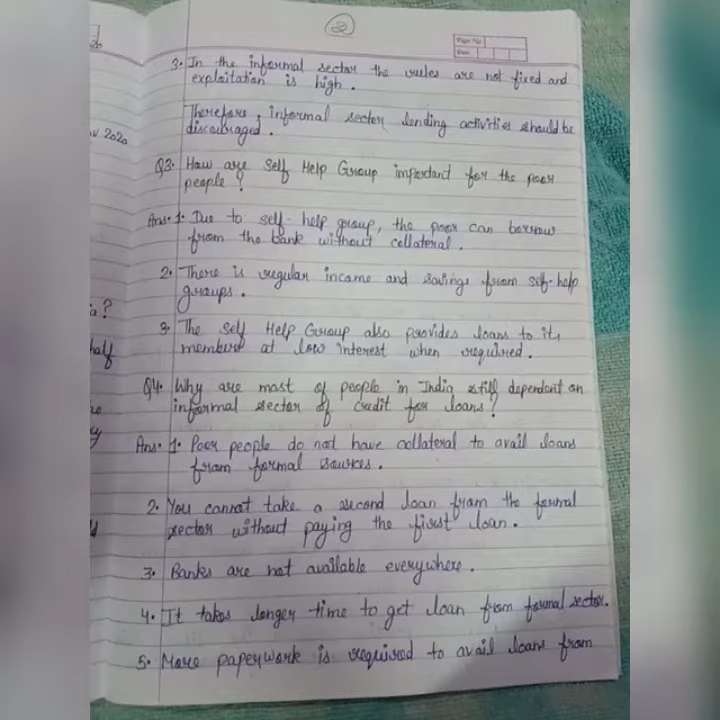 2
Page No.
Date
3. In the informal sector the rules are not fixed and
exploitation is high.
Therefore, informal sector lending activities should be
discouraged.
Q3. How are Self Help Group important for the poor
people?
Ans. 1. Due to self-help group, the poor can borrow
from the bank without collateral.
2. There is regular income and savings from self-help
groups.
3. The Self Help Group also provides loans to its
members at low interest when required.
Q4. Why are most of people in India still dependent on
informal sector of credit for loans?
Ans. 1. Poor people do not have collateral to avail loans
from formal sources.
2. You cannot take a second loan from the formal
sector without paying the first loan.
3. Banks are not available everywhere.
4. It takes longer time to get loan from formal sector.
5. More paperwork is required to avail loans from
2020
half